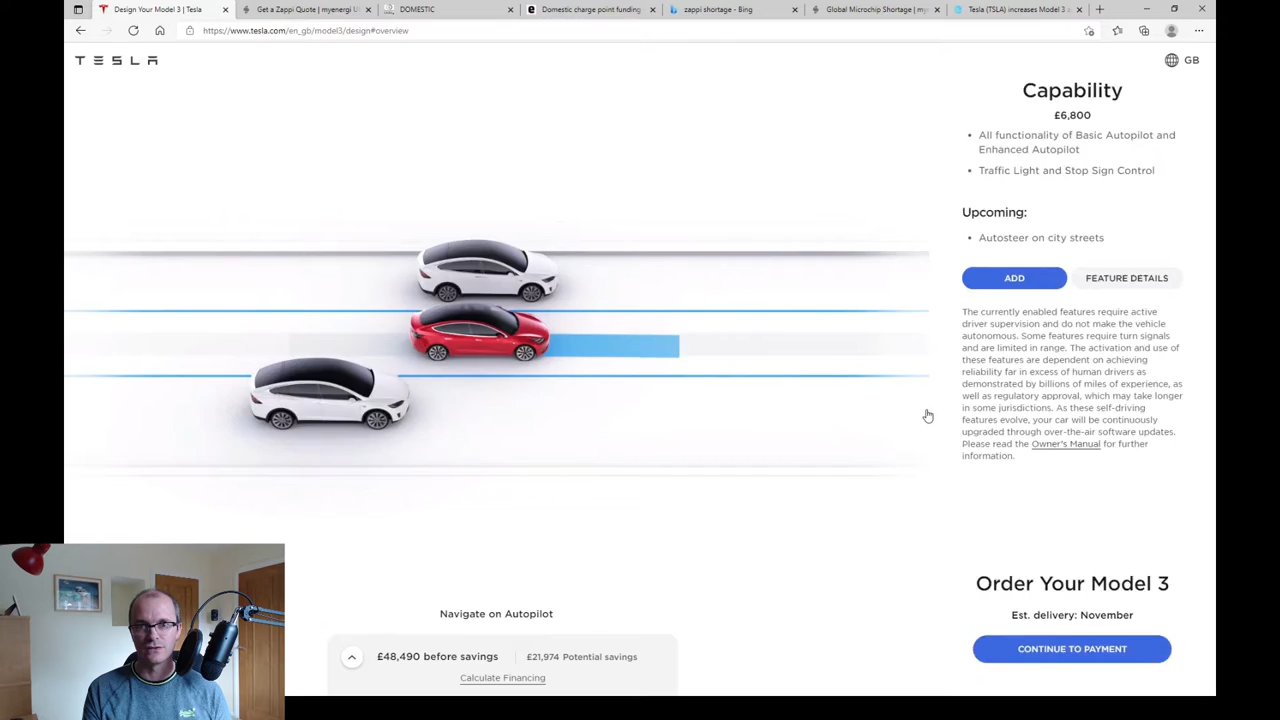 Design Your Model 3 | Tesla
Get a Zappi Quote | myenergi U
DOMESTIC
Domestic charge point funding
zappi shortage - Bing
Global Microchip Shortage | my
Tesla (TSLA) increases Model 3
https://www.tesla.com/en_gb/model3/design#overview
TESLA
GB
Capability
£6,800
• All functionality of Basic Autopilot and
Enhanced Autopilot
• Traffic Light and Stop Sign Control
Upcoming:
• Autosteer on city streets
ADD
FEATURE DETAILS
The currently enabled features require active
driver supervision and do not make the vehicle
autonomous. Some features require turn signals
and are limited in range. The activation and use of
these features are dependent on achieving
reliability far in excess of human drivers as
demonstrated by billions of miles of experience, as
well as regulatory approval, which may take longer
in some jurisdictions. As these self-driving
features evolve, your car will be continuously
upgraded through over-the-air software updates.
Please read the Owner's Manual for further
information.
Navigate on Autopilot
£48,490 before savings
£21,974 Potential savings
Calculate Financing
Order Your Model 3
Est. delivery: November
CONTINUE TO PAYMENT